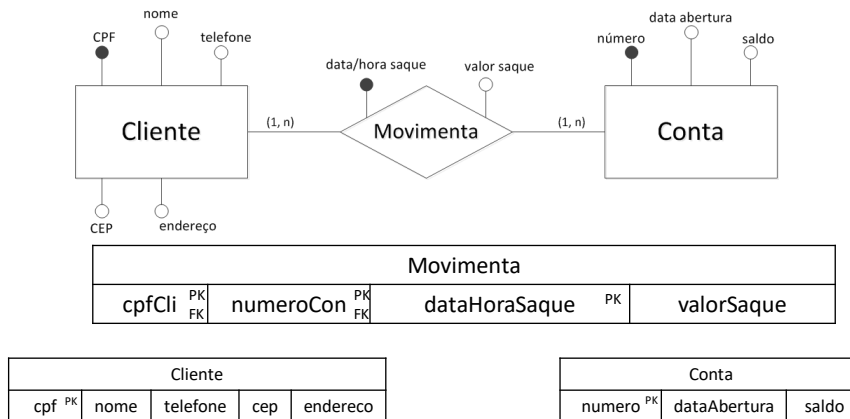 nome
data abertura
CPF
telefone
número
saldo
data/hora saque
valor saque
Cliente
(1, n)
Movimenta
(1, n)
Conta
CEP
endereço
Movimenta
cpfCli PK FK numeroCon PK FK dataHoraSaque PK valorSaque
Cliente
cpf PK nome telefone cep endereco
Conta
numero PK dataAbertura saldo